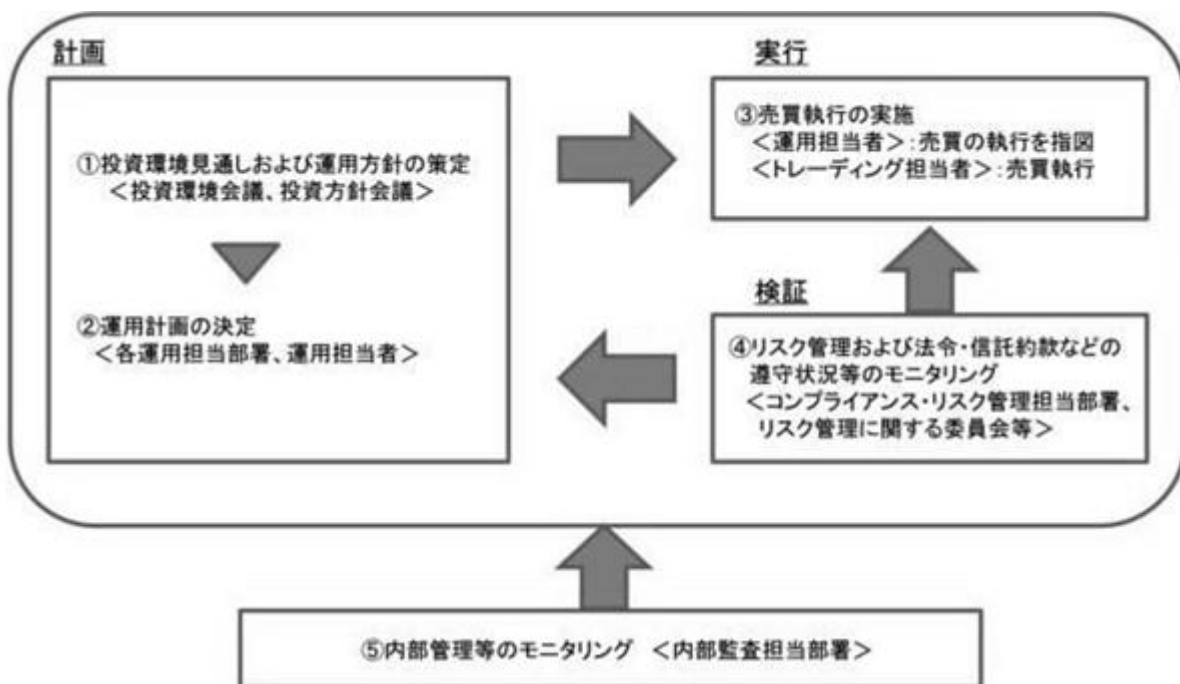 計画
①投資環境見通しおよび運用方針の策定
＜投資環境会議、投資方針会議＞
②運用計画の決定
＜各運用担当部署、運用担当者＞
実行
③売買執行の実施
＜運用担当者＞：売買の執行を指図
＜トレーディング担当者＞：売買執行
検証
④リスク管理および法令・信託約款などの
遵守状況等のモニタリング
＜コンプライアンス・リスク管理担当部署、
リスク管理に関する委員会等＞
⑤内部管理等のモニタリング ＜内部監査担当部署＞